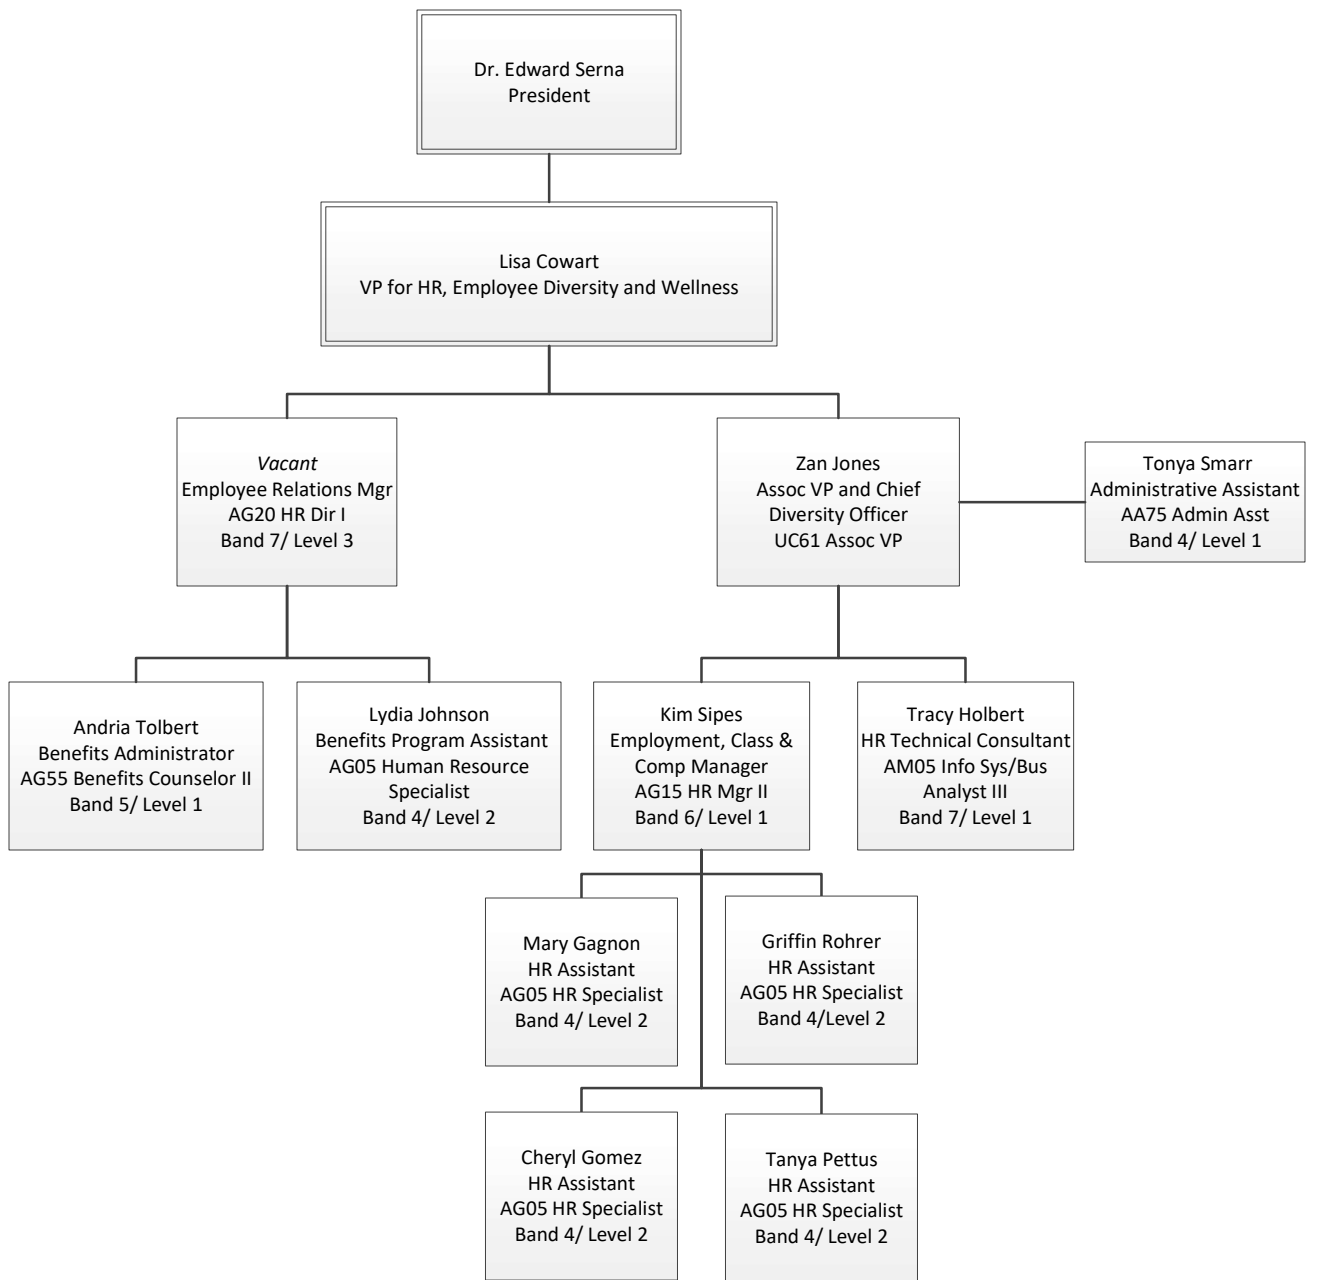 Dr. Edward Serna
President
Lisa Cowart
VP for HR, Employee Diversity and Wellness
Vacant
Employee Relations Mgr
AG20 HR Dir I
Band 7/ Level 3
Zan Jones
Assoc VP and Chief
Diversity Officer
UC61 Assoc VP
Tonya Smarr
Administrative Assistant
AA75 Admin Asst
Band 4/ Level 1
Andria Tolbert
Benefits Administrator
AG55 Benefits Counselor II
Band 5/ Level 1
Lydia Johnson
Benefits Program Assistant
AG05 Human Resource
Specialist
Band 4/ Level 2
Kim Sipes
Employment, Class &
Comp Manager
AG15 HR Mgr II
Band 6/ Level 1
Tracy Holbert
HR Technical Consultant
AM05 Info Sys/Bus
Analyst III
Band 7/ Level 1
Mary Gagnon
HR Assistant
AG05 HR Specialist
Band 4/ Level 2
Griffin Rohrer
HR Assistant
AG05 HR Specialist
Band 4/Level 2
Cheryl Gomez
HR Assistant
AG05 HR Specialist
Band 4/ Level 2
Tanya Pettus
HR Assistant
AG05 HR Specialist
Band 4/ Level 2